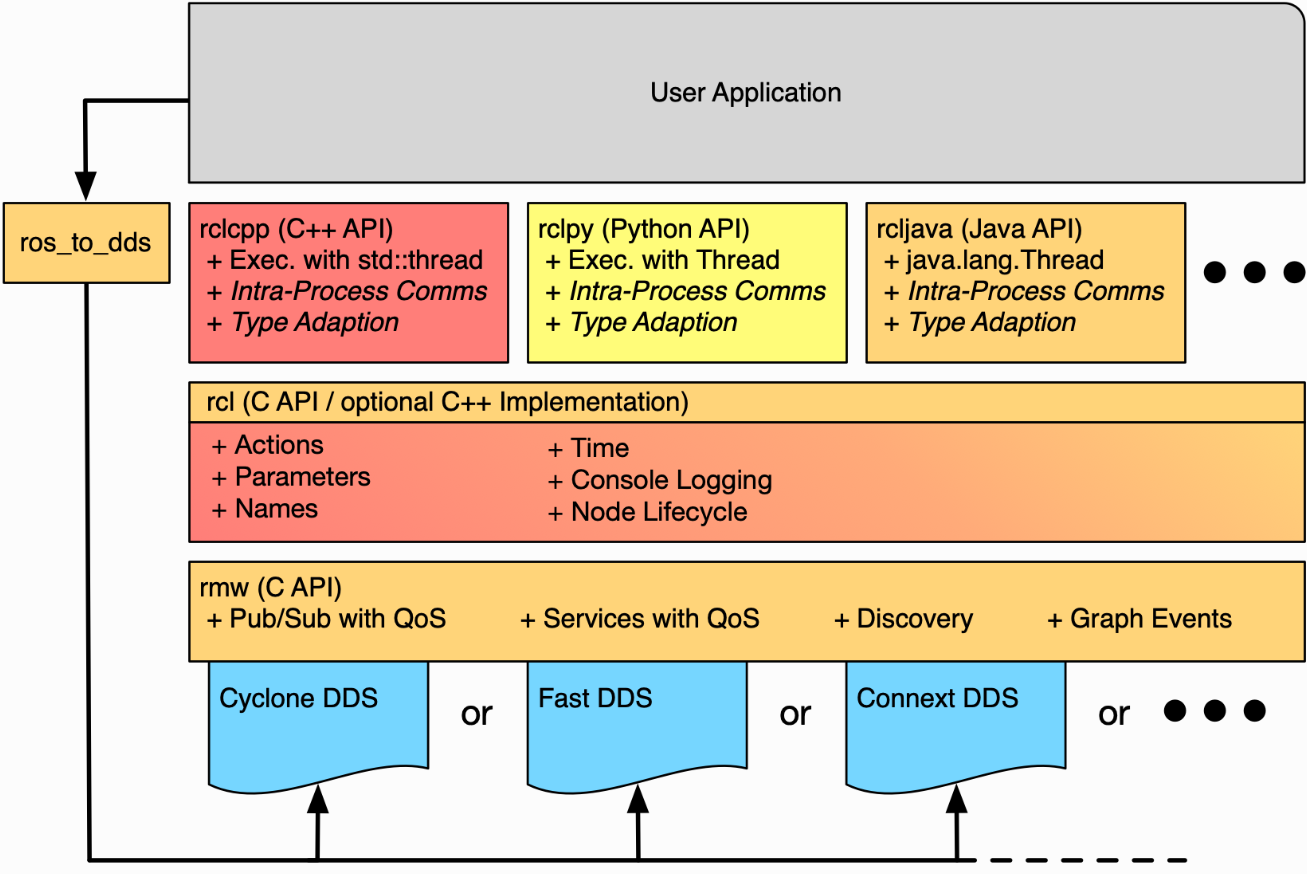 User Application
ros_to_dds
rclcpp (C++ API)
+ Exec. with std::thread
+ Intra-Process Comms
+ Type Adaption
rclpy (Python API)
+ Exec. with Thread
+ Intra-Process Comms
+ Type Adaption
rcljava (Java API)
+ java.lang.Thread
+ Intra-Process Comms
+ Type Adaption
rcl (C API / optional C++ Implementation)
+ Actions
+ Parameters
+ Names
+ Time
+ Console Logging
+ Node Lifecycle
rmw (C API)
+ Pub/Sub with QoS + Services with QoS + Discovery + Graph Events
Cyclone DDS or Fast DDS or Connext DDS or